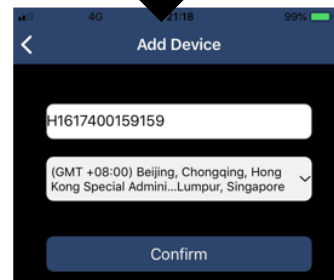 4G 21:18 99%
Add Device
H1617400159159
(GMT +08:00) Beijing, Chongqing, Hong
Kong Special Admini...Lumpur, Singapore
Confirm